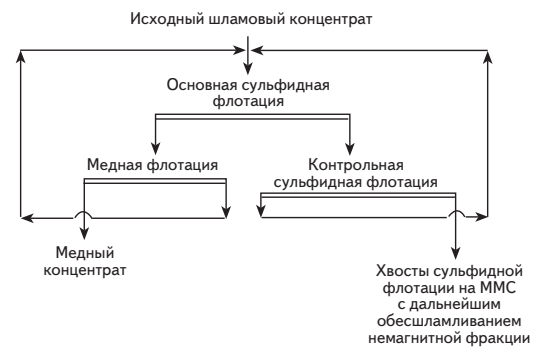 Исходный шламовый концентрат
Основная сульфидная
флотация
Медная флотация
Контрольная
сульфидная флотация
Медный
концентрат
Хвосты сульфидной
флотации на ММС
с дальнейшим
обесшламливанием
немагнитной фракции